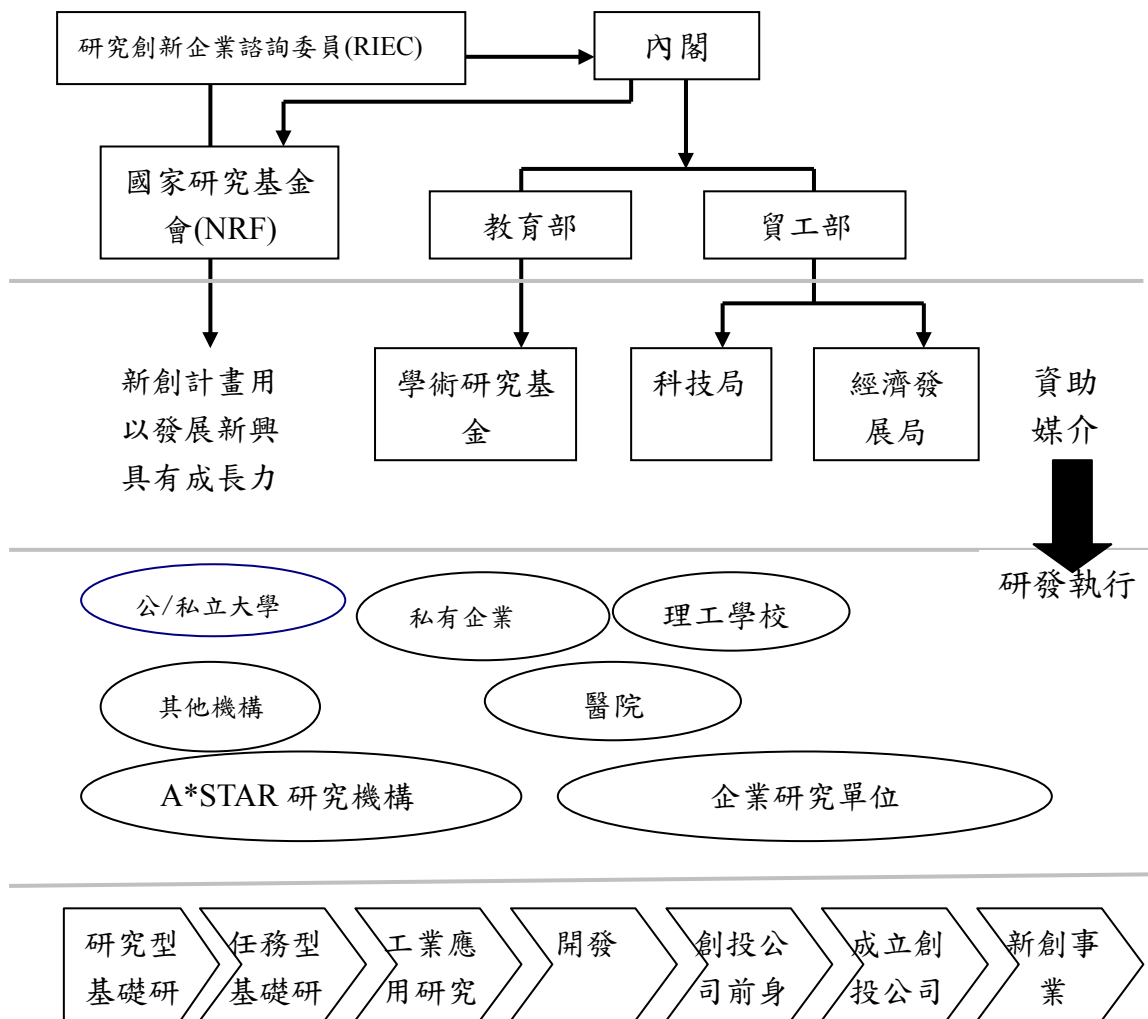 研究創新企業諮詢委員(RIEC)
內閣
國家研究基金
會(NRF)
教育部
貿工部
新創計畫用
以發展新興
具有成長力
學術研究基
金
科技局
經濟發
展局
資助
媒介
研發執行
公/私立大學
私有企業
理工學校
其他機構
醫院
A*STAR 研究機構
企業研究單位
研究型
基礎研
任務型
基礎研
工業應
用研究
開發
創投公
司前身
成立創
投公司
新創事
業